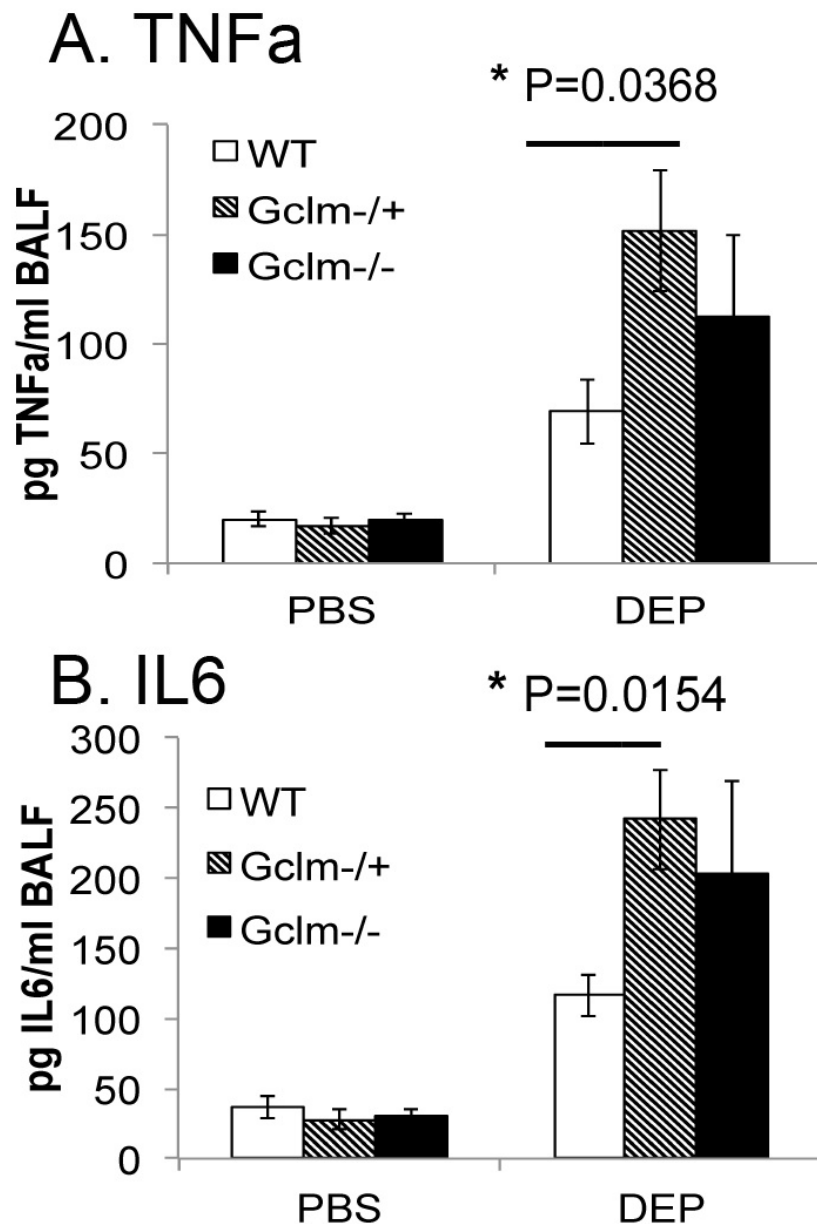 A. TNFa
* P=0.0368
200
150
100
50
0
pg TNFa/ml BALF
WT
Gclm-/+
Gclm-/-
PBS DEP
B. IL6
* P=0.0154
300
250
200
150
100
50
0
pg IL6/ml BALF
WT
Gclm-/+
Gclm-/-
PBS DEP